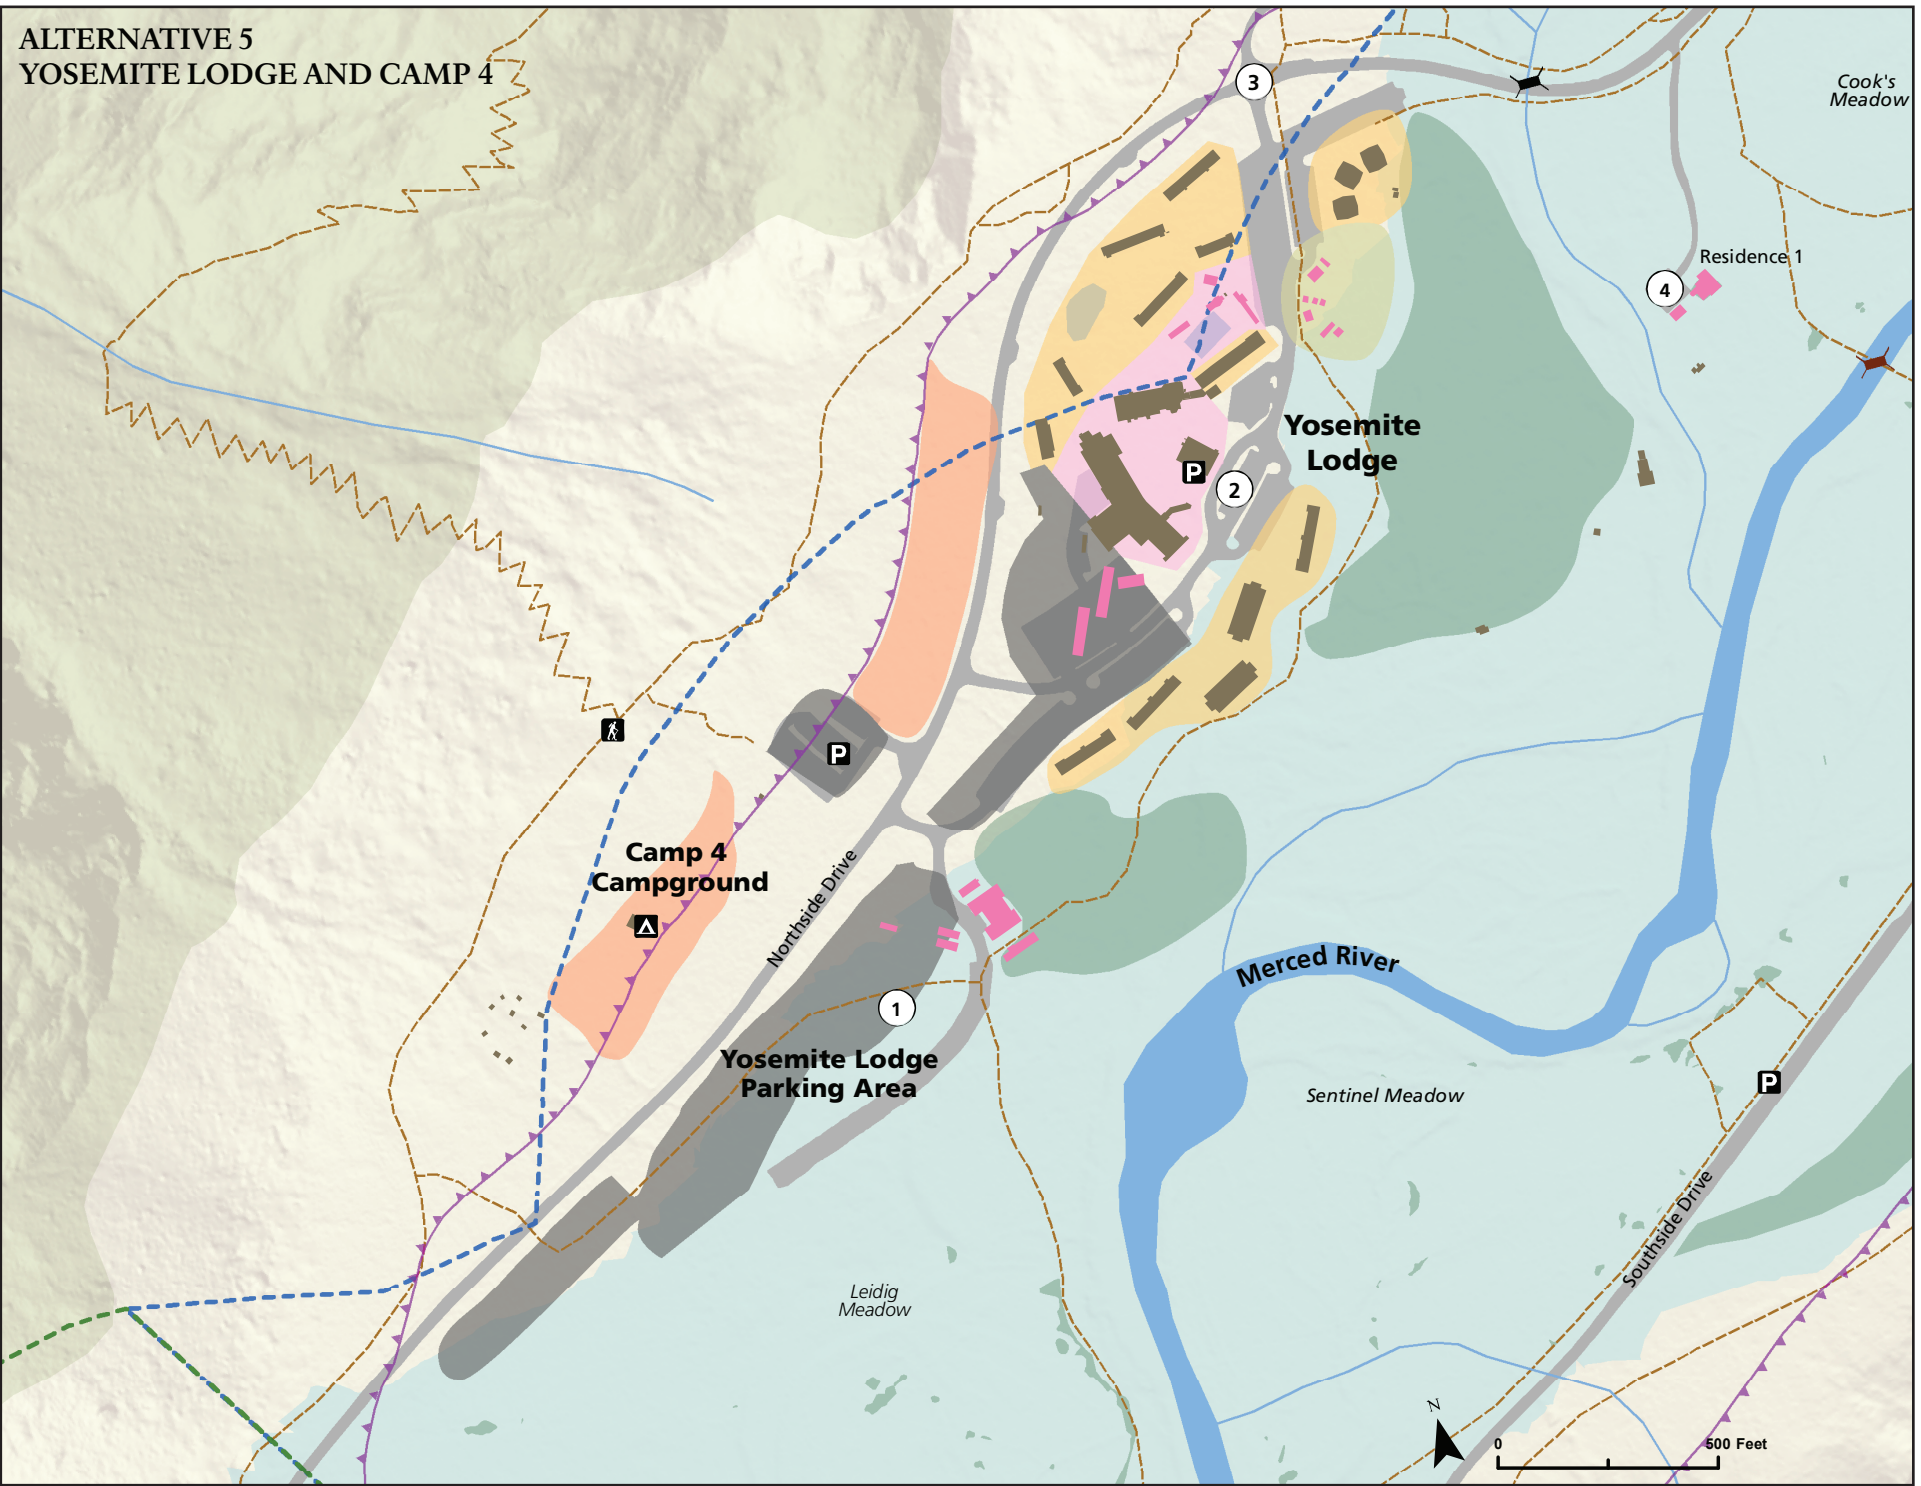 ALTERNATIVE 5
YOSEMITE LODGE AND CAMP 4
3
Cook's
Meadow
Residence 1
4
Yosemite
Lodge
P
2
P
Camp 4
Campground
Northside Drive
Merced River
1
Yosemite Lodge
Parking Area
Sentinel Meadow
P
Southside Drive
Leidig
Meadow
N
0
500 Feet